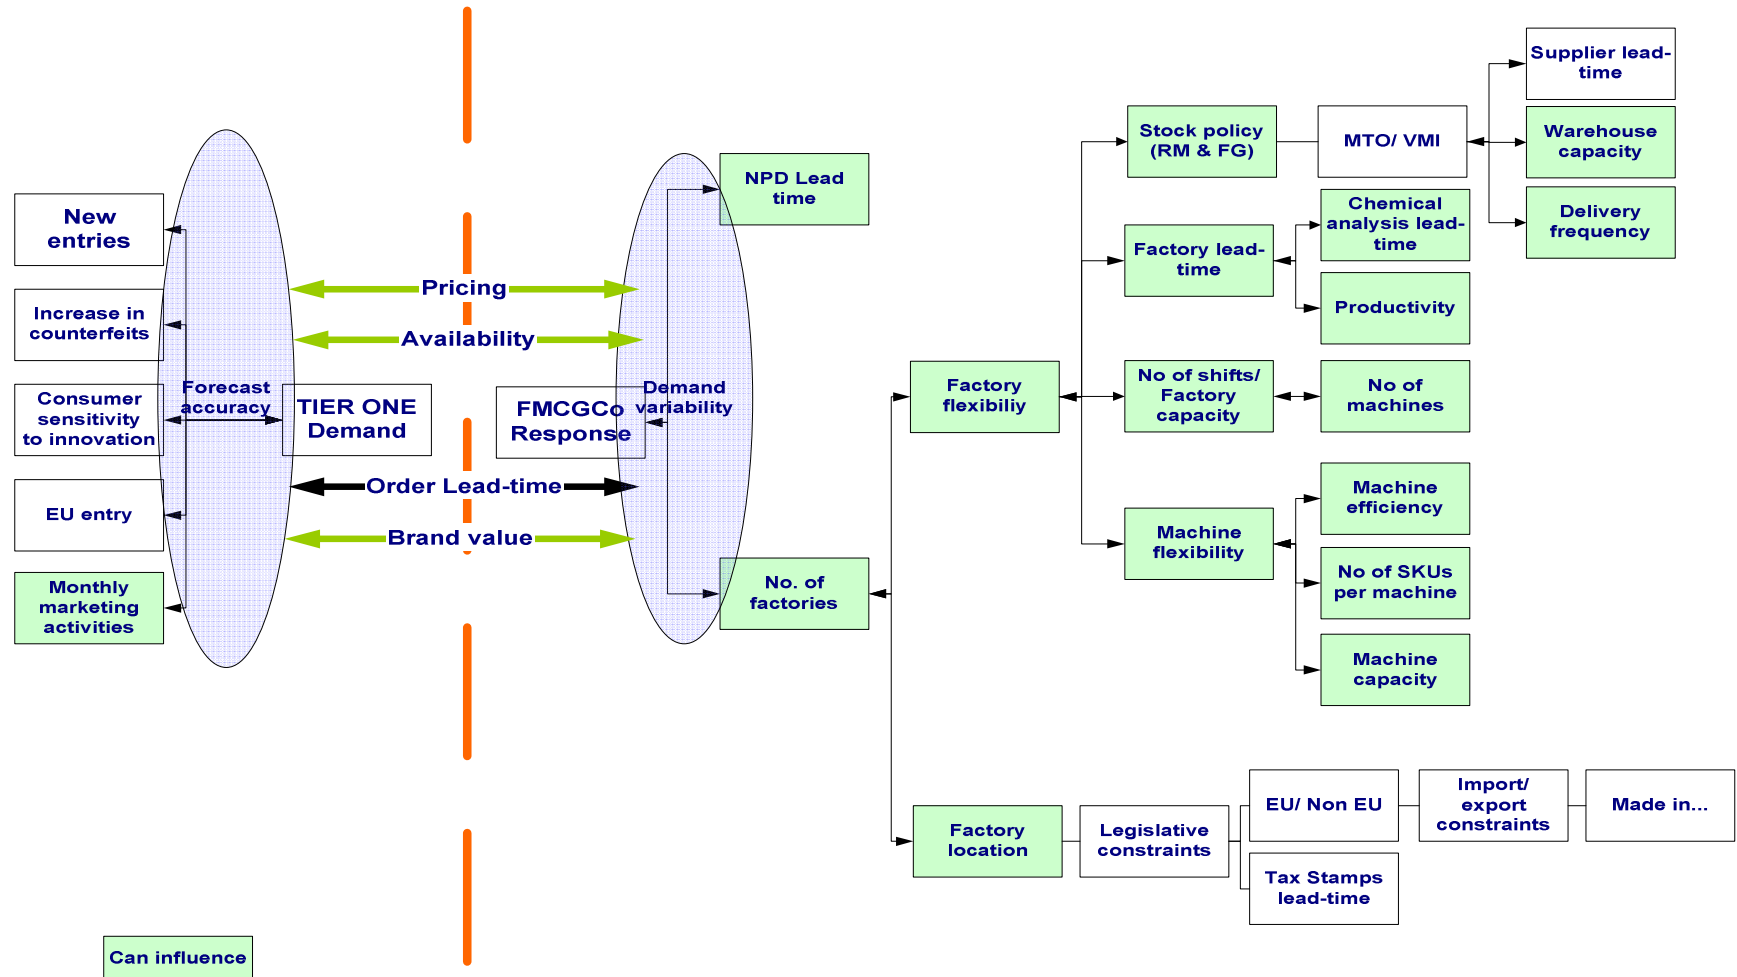 New
entries
Increase in
counterfeits
Consumer
sensitivity
to innovation
EU entry
Monthly
marketing
activities
Forecast
accuracy
TIER ONE
Demand
Pricing
Availability
Order Lead-time
Brand value
FMCGCo
Response
Demand
variability
NPD Lead
time
No. of
factories
Factory
flexibiliy
Factory
location
Stock policy
(RM & FG)
Factory lead-
time
No of shifts/
Factory
capacity
Machine
flexibility
MTO/ VMI
Chemical
analysis lead-
time
Productivity
No of
machines
Machine
efficiency
No of SKUs
per machine
Machine
capacity
Supplier lead-
time
Warehouse
capacity
Delivery
frequency
Legislative
constraints
EU/ Non EU
Tax Stamps
lead-time
Import/
export
constraints
Made in...
Can influence